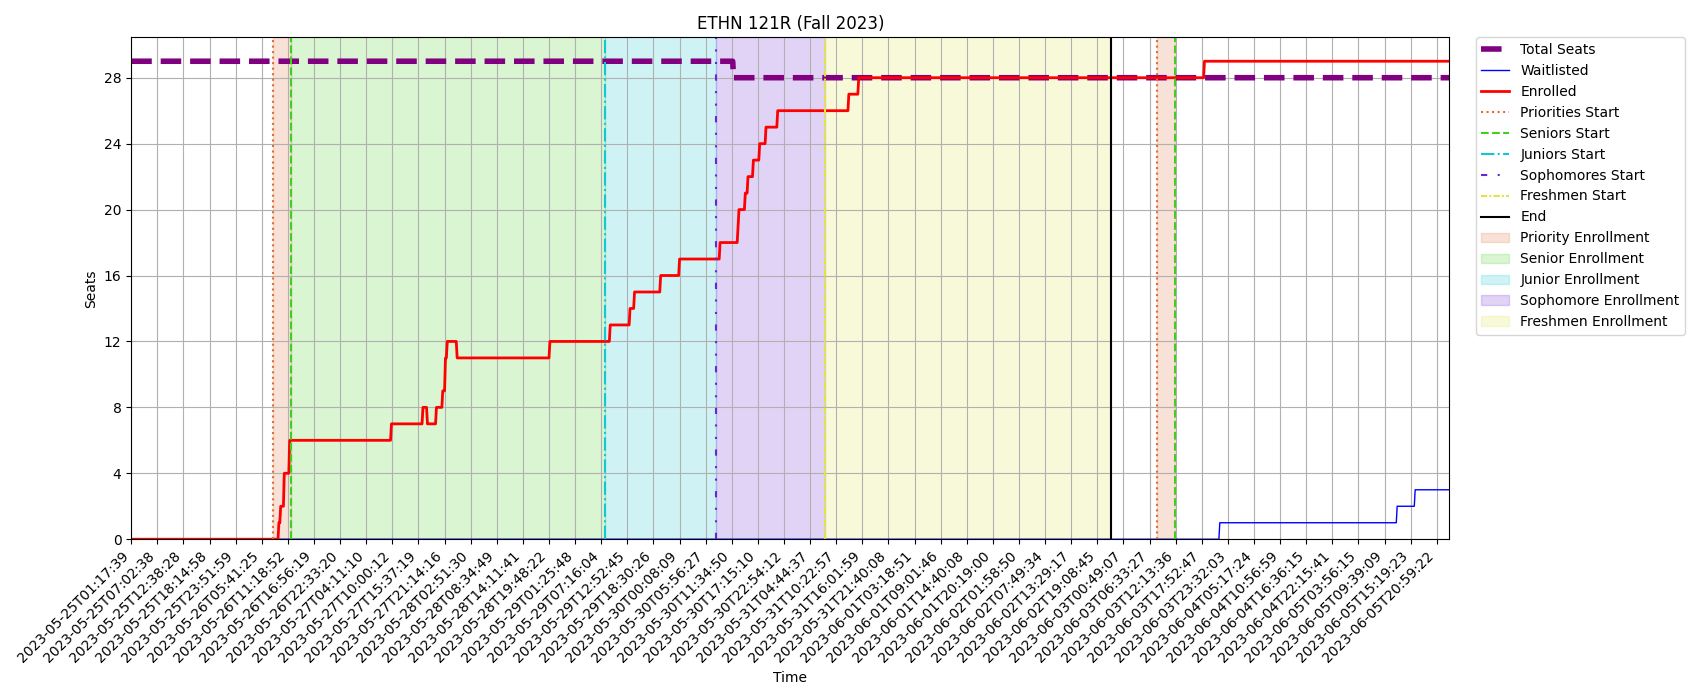 ETHN 121R (Fall 2023)
Seats
28
24
20
16
12
8
4
0
2023-05-25T01:17:39
2023-05-25T07:02:38
2023-05-25T12:38:28
2023-05-25T18:14:58
2023-05-25T23:51:59
2023-05-26T05:41:25
2023-05-26T11:18:52
2023-05-26T16:56:19
2023-05-26T22:33:20
2023-05-27T04:11:10
2023-05-27T10:00:12
2023-05-27T15:37:19
2023-05-27T21:14:16
2023-05-28T02:51:30
2023-05-28T08:34:49
2023-05-28T14:11:41
2023-05-28T19:48:22
2023-05-29T01:25:48
2023-05-29T07:16:04
2023-05-29T12:52:45
2023-05-29T18:30:26
2023-05-30T00:08:09
2023-05-30T05:56:27
2023-05-30T11:34:50
2023-05-30T17:15:10
2023-05-30T22:54:12
2023-05-31T04:44:37
2023-05-31T10:22:57
2023-05-31T16:01:59
2023-05-31T21:40:08
2023-06-01T03:18:51
2023-06-01T09:01:46
2023-06-01T14:40:08
2023-06-01T20:19:00
2023-06-02T01:58:50
2023-06-02T07:49:34
2023-06-02T13:29:17
2023-06-02T19:08:45
2023-06-03T00:49:07
2023-06-03T06:33:27
2023-06-03T12:13:36
2023-06-03T17:52:47
2023-06-03T23:32:03
2023-06-04T05:17:24
2023-06-04T10:56:59
2023-06-04T16:36:15
2023-06-04T22:15:41
2023-06-05T03:56:15
2023-06-05T09:39:09
2023-06-05T15:19:23
2023-06-05T20:59:22
Time
Total Seats
Waitlisted
Enrolled
Priorities Start
Seniors Start
Juniors Start
Sophomores Start
Freshmen Start
End
Priority Enrollment
Senior Enrollment
Junior Enrollment
Sophomore Enrollment
Freshmen Enrollment